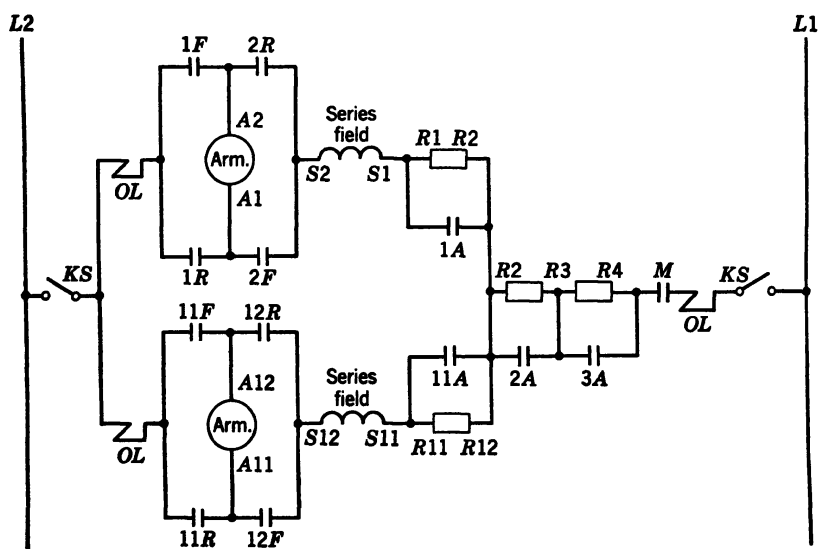 L2
L1
1F
2R
A2
Arm.
A1
OL
1R
2F
Series
field
S2
S1
R1 R2
1A
KS
R2
R3
R4
M
KS
OL
11F
12R
A12
Arm.
A11
OL
11R
12F
Series
field
S12
S11
11A
R11 R12
2A
3A